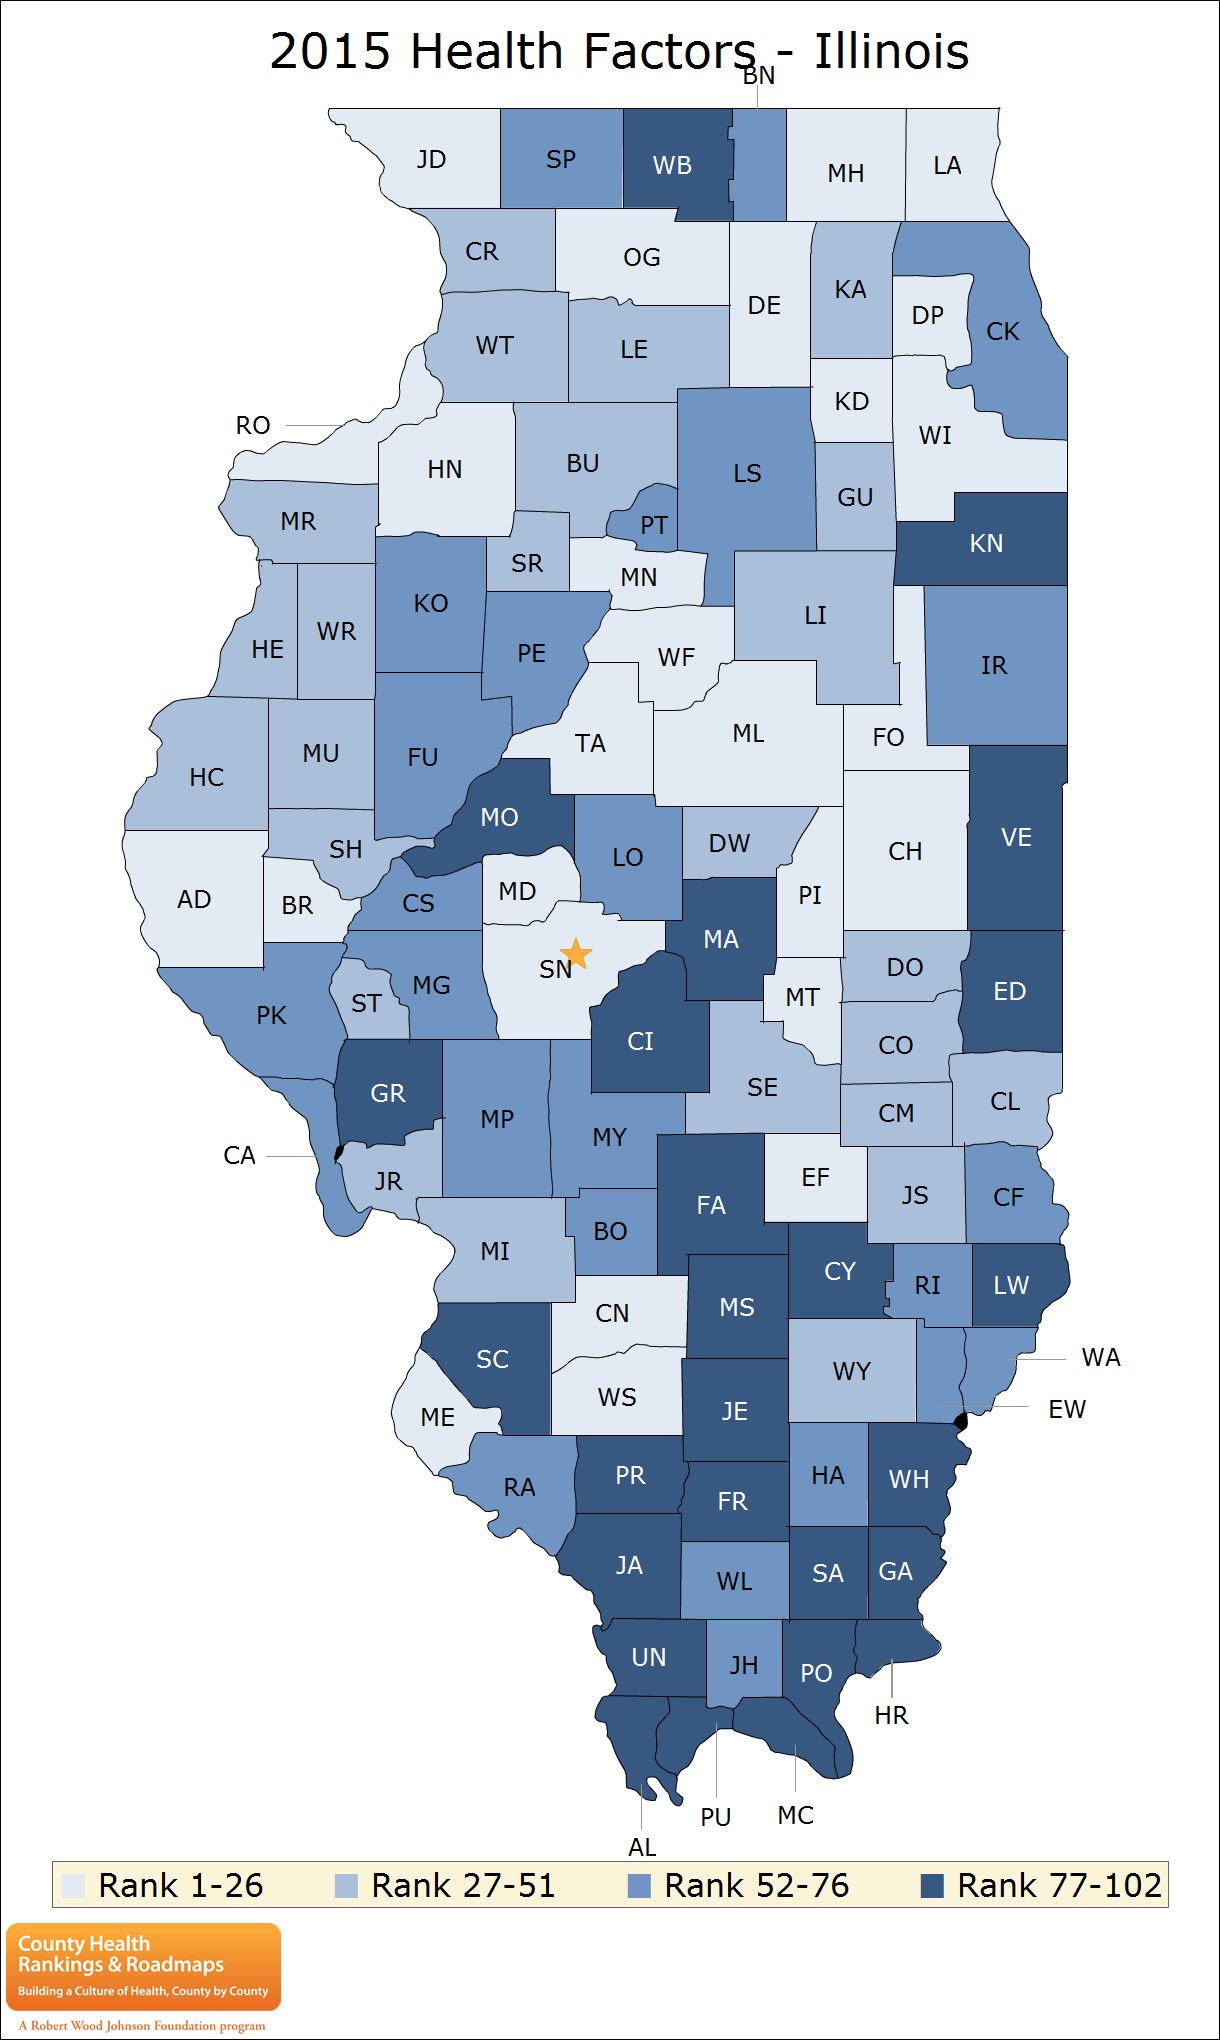 2015 Health Factors - Illinois
BN
JD
SP
WB
MH
LA
CR
OG
DE
KA
DP
CK
WT
LE
KD
RO
WI
HN
BU
LS
GU
MR
PT
KN
SR
MN
KO
LI
WR
HE
PE
WF
IR
HC
MU
FU
TA
ML
FO
MO
VE
SH
LO
DW
CH
AD
BR
CS
MD
PI
MA
SN
DO
PK
ST
MG
MT
ED
CI
CO
GR
SE
CL
MP
MY
CM
CA
JR
EF
JS
CF
FA
BO
MI
CY
RI
LW
CN
MS
SC
WS
WY
WA
ME
JE
EW
RA
PR
FR
HA
WH
JA
WL
SA
GA
UN
JH
PO
HR
PU
MC
AL
Rank 1-26
Rank 27-51
Rank 52-76
Rank 77-102
County Health
Rankings & Roadmaps
Building a Culture of Health, County by County
A Robert Wood Johnson Foundation program